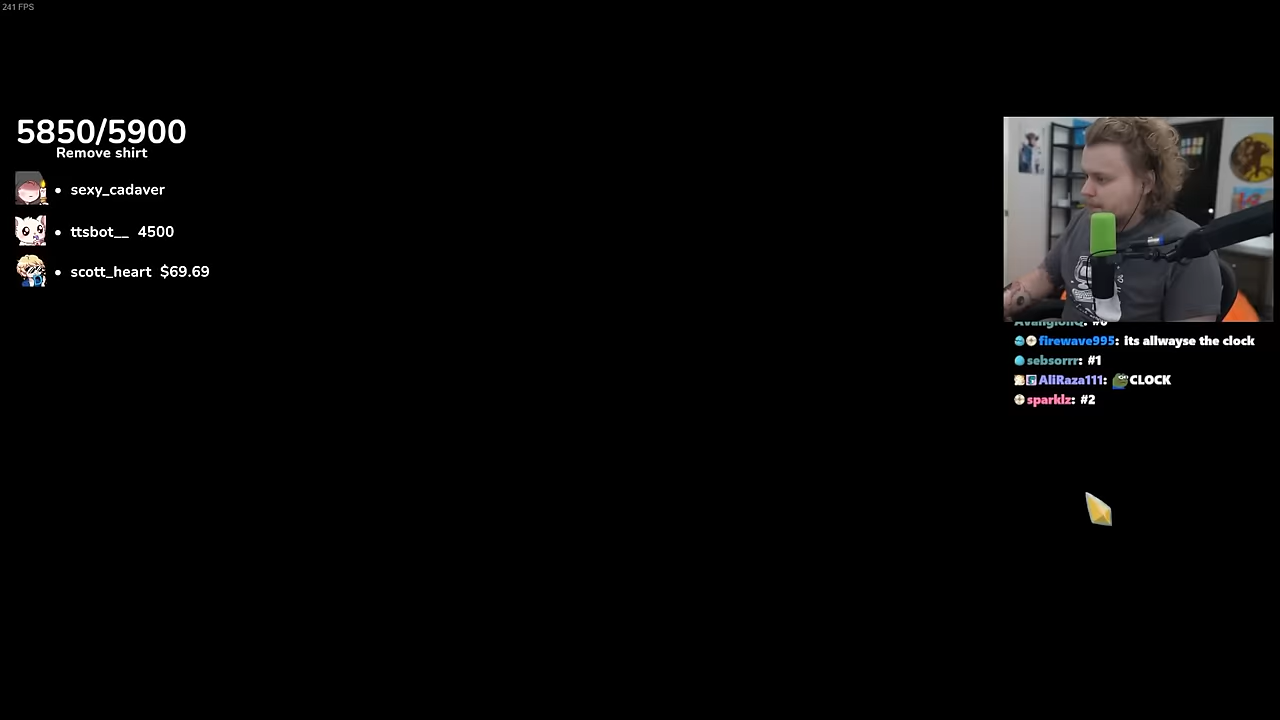 241 FPS
5850/5900
Remove shirt
• sexy_cadaver
• ttsbot__ 4500
• scott_heart $69.69
firewave995: its allwayse the clock
sebsorrr: #1
AliRaza111: CLOCK
sparklz: #2